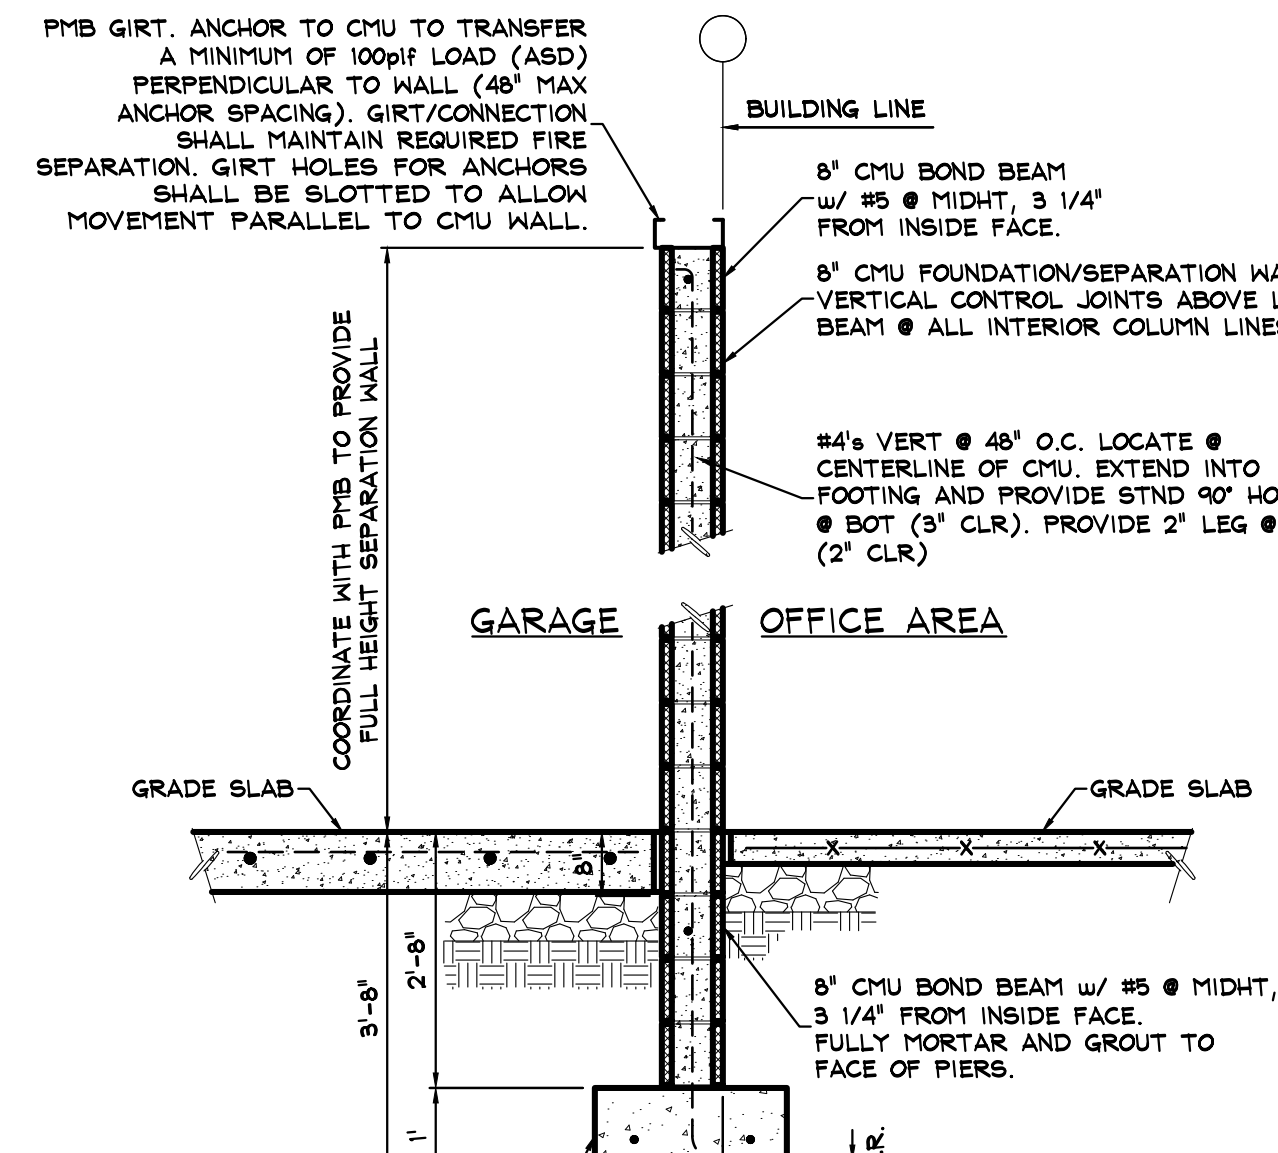 PMB GIRT. ANCHOR TO CMU TO TRANSFER
A MINIMUM OF 100plf LOAD (ASD)
PERPENDICULAR TO WALL (48" MAX
ANCHOR SPACING). GIRT/CONNECTION
SHALL MAINTAIN REQUIRED FIRE
SEPARATION. GIRT HOLES FOR ANCHORS
SHALL BE SLOTTED TO ALLOW
MOVEMENT PARALLEL TO CMU WALL.
BUILDING LINE
8" CMU BOND BEAM
w/ #5 @ MIDHT, 3 1/4"
FROM INSIDE FACE.
8" CMU FOUNDATION/SEPARATION
VERTICAL CONTROL JOINTS ABOVE
BEAM @ ALL INTERIOR COLUMN LINES
#4's VERT @ 48" O.C. LOCATE @
CENTERLINE OF CMU. EXTEND INTO
FOOTING AND PROVIDE STND 90°
@ BOT (3" CLR). PROVIDE 2" LEG @
(2" CLR)
COORDINATE WITH PMB TO PROVIDE
FULL HEIGHT SEPARATION WALL
GARAGE
OFFICE AREA
GRADE SLAB
GRADE SLAB
X X X
8"
2'-8"
3'-8"
8" CMU BOND BEAM w/ #5 @ MIDHT,
3 1/4" FROM INSIDE FACE.
FULLY MORTAR AND GROUT TO
FACE OF PIERS.
1'